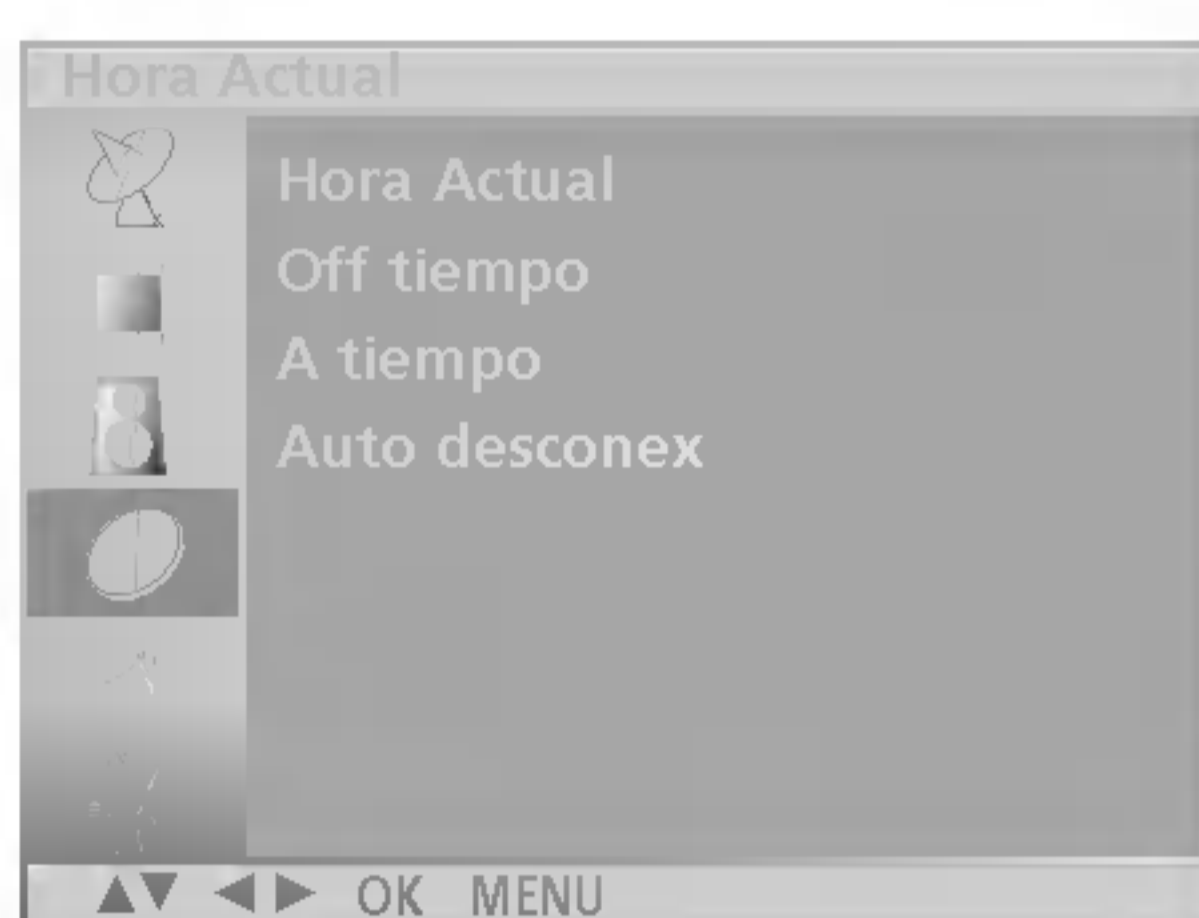 Hora Actual
Hora Actual
Off tiempo
A tiempo
Auto desconex
▲▼ ◀ ▶ OK MENU